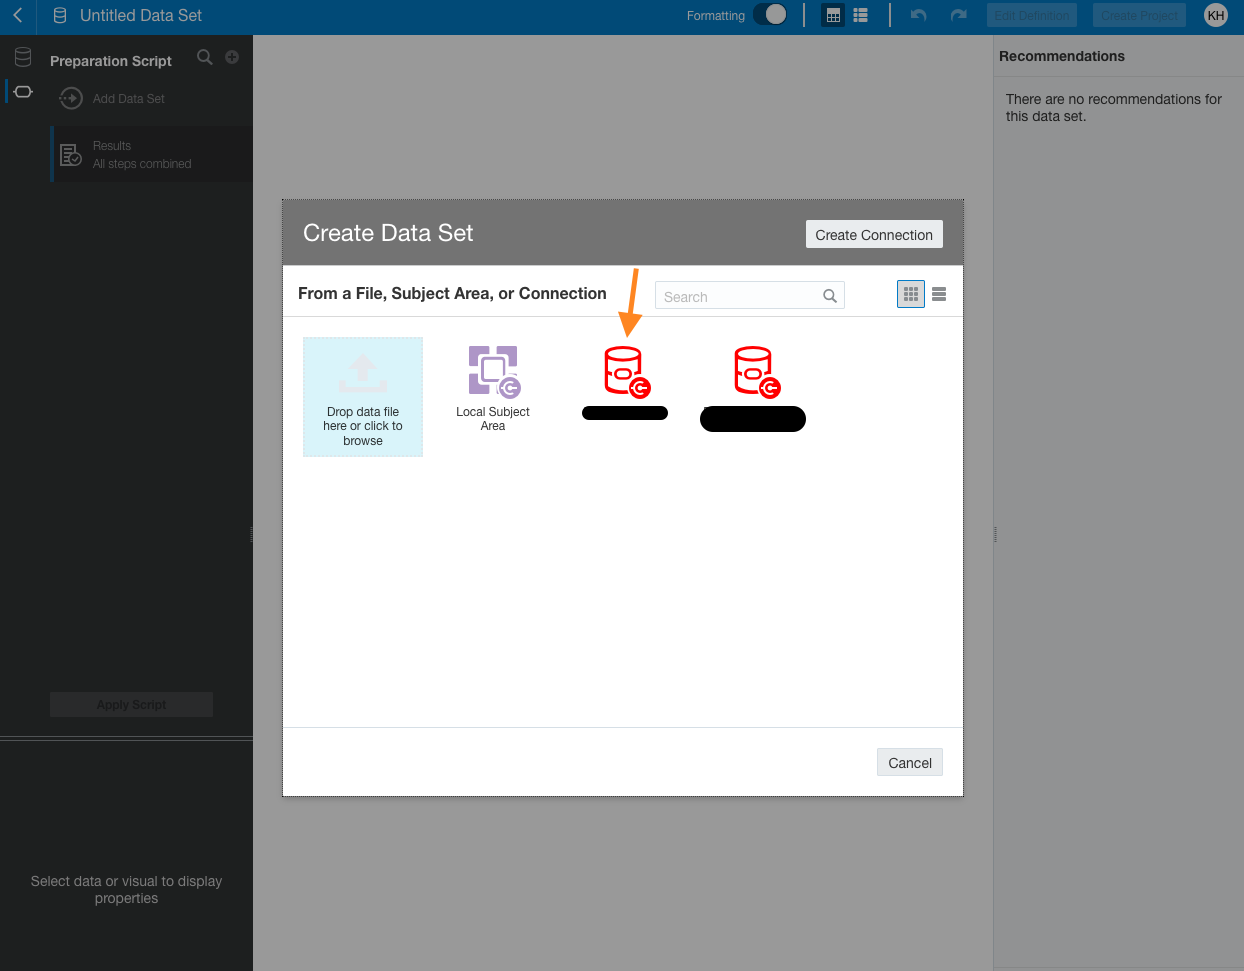 Untitled Data Set
Formatting
Edit Definition
Create Project
KH
Preparation Script
Add Data Set
Results
All steps combined
Apply Script
Select data or visual to display
properties
Create Data Set
Create Connection
From a File, Subject Area, or Connection
Search
Drop data file
here or click to
browse
Local Subject
Area
Cancel
Recommendations
There are no recommendations for
this data set.